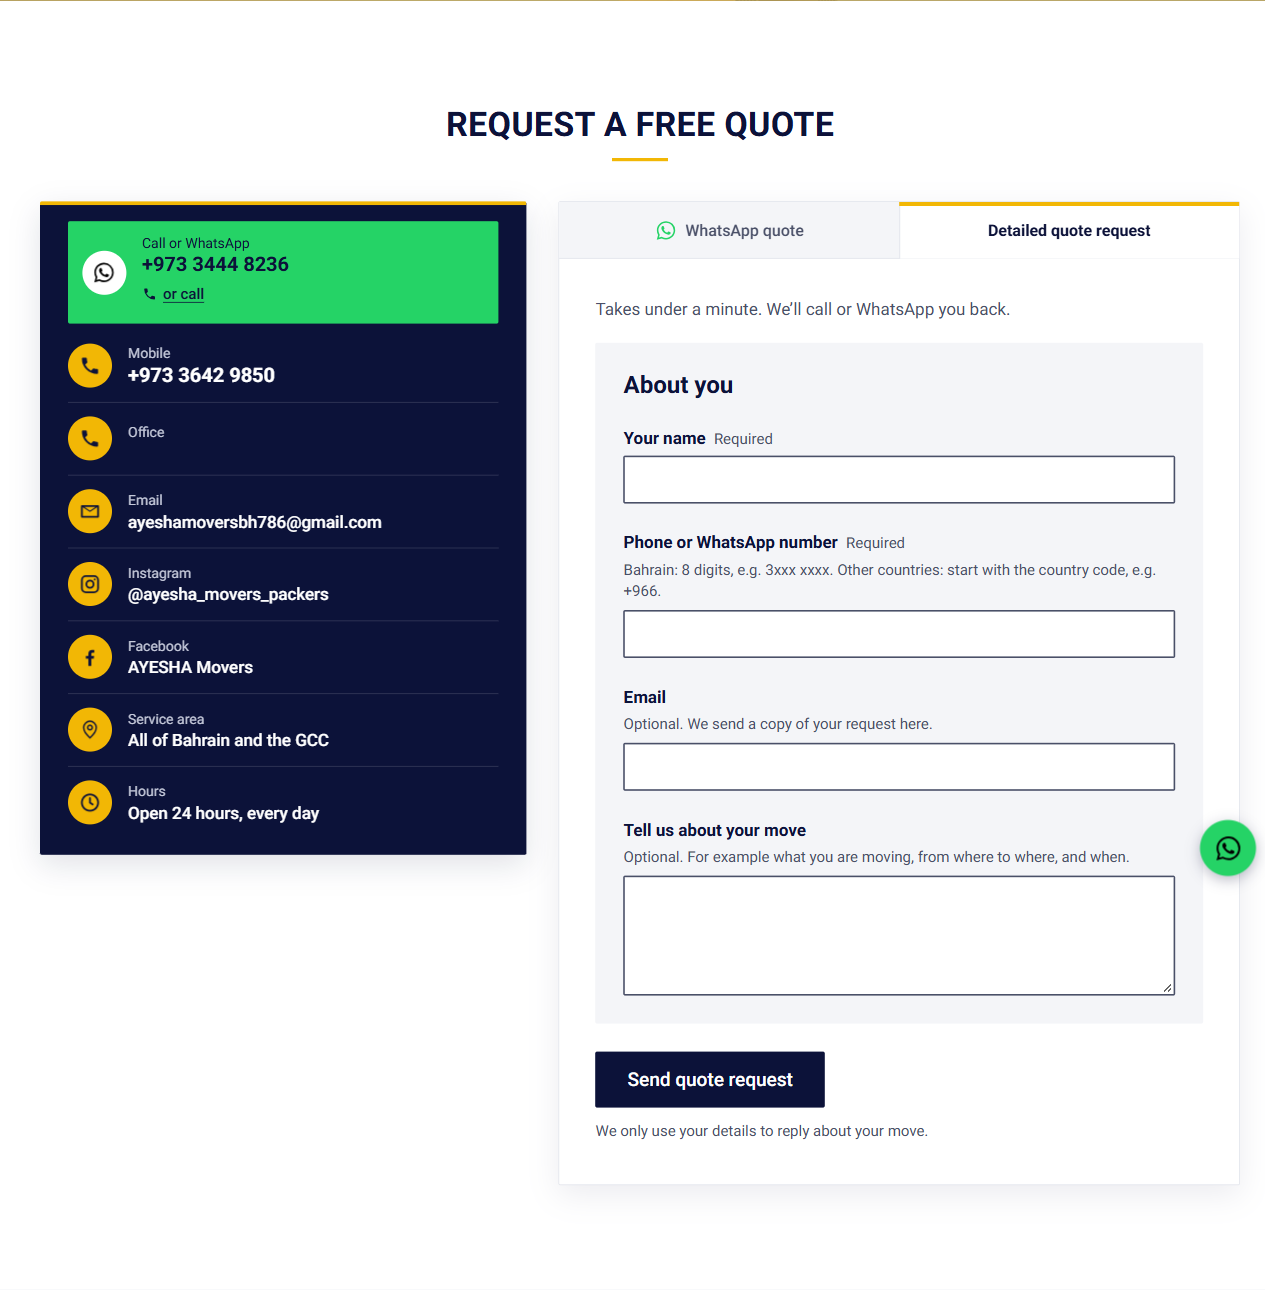 REQUEST A FREE QUOTE
Call or WhatsApp
+973 3444 8236
or call
Mobile
+973 3642 9850
Office
Email
ayeshamoversbh786@gmail.com
Instagram
@ayesha_movers_packers
Facebook
AYESHA Movers
Service area
All of Bahrain and the GCC
Hours
Open 24 hours, every day
WhatsApp quote
Detailed quote request
Takes under a minute. We’ll call or WhatsApp you back.
About you
Your name Required
Phone or WhatsApp number Required
Bahrain: 8 digits, e.g. 3xxx xxxx. Other countries: start with the country code, e.g.
+966.
Email
Optional. We send a copy of your request here.
Tell us about your move
Optional. For example what you are moving, from where to where, and when.
Send quote request
We only use your details to reply about your move.